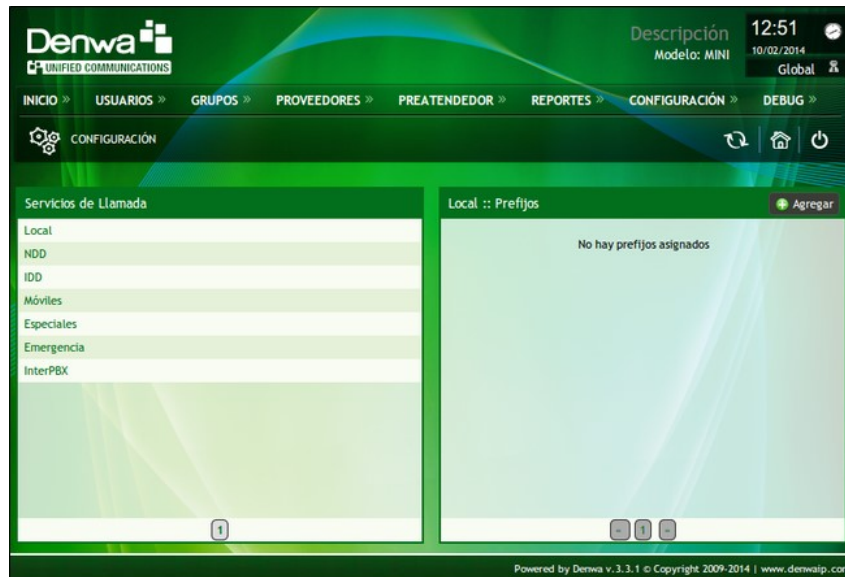 Denwa
UNIFIED COMMUNICATIONS
Descripción
Modelo: MINI
12:51
10/02/2014
Global
INICIO » USUARIOS » GRUPOS » PROVEEDORES » PREATENDEDOR » REPORTES » CONFIGURACIÓN » DEBUG »
CONFIGURACIÓN
Servicios de Llamada
Local
NDD
IDD
Móviles
Especiales
Emergencia
InterPBX
1
Local :: Prefijos
Agregar
No hay prefijos asignados
« 1 »
Powered by Denwa v.3.3.1 © Copyright 2009-2014 | www.denwaip.com